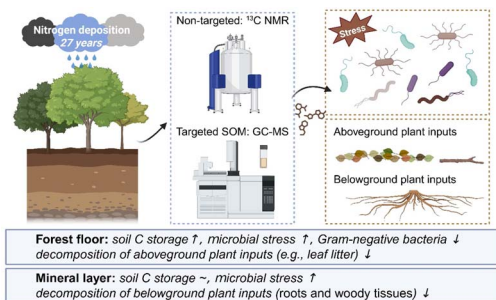 Nitrogen deposition
27 years
Non-targeted: ¹³C NMR
Targeted SOM: GC-MS
Stress
Aboveground plant inputs
Belowground plant inputs
Forest floor: soil C storage↑, microbial stress ↑, Gram-negative bacteria ↓
decomposition of aboveground plant inputs (e.g., leaf litter) ↓
Mineral layer: soil C storage ~, microbial stress ↑
decomposition of belowground plant inputs (roots and woody tissues) ↓